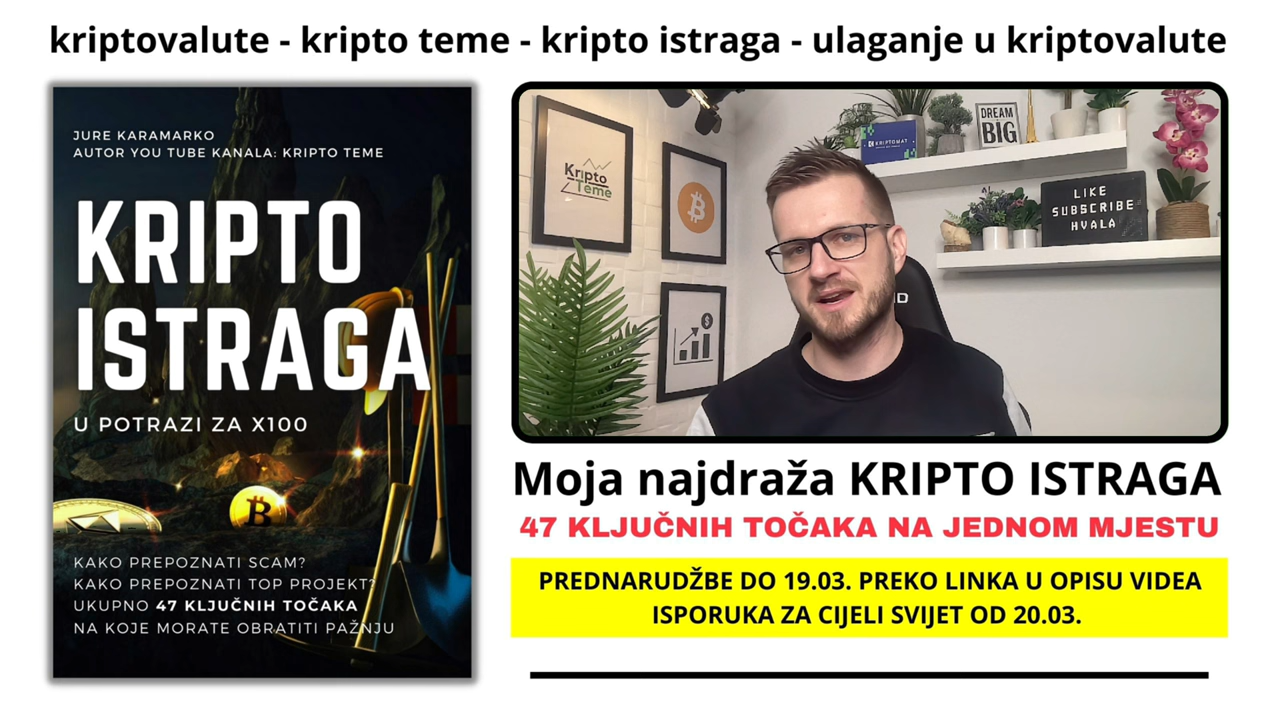 kriptovalute - kripto teme - kripto istraga - ulaganje u kriptovalute
JURE KARAMARKO
AUTOR YOU TUBE KANALA: KRIPTO TEME
KRIPTO
ISTRAGA
U POTRAZI ZA X100
KAKO PREPOZNATI SCAM?
KAKO PREPOZNATI TOP PROJEKT?
UKUPNO 47 KLJUČNIH TOČAKA
NA KOJE MORATE OBRATITI PAŽNJU
Kripto
Teme
KRIPTOMAT
DREAM
BIG
LIKE
SUBSCRIBE
HVALA
Moja najdraža KRIPTO ISTRAGA
47 KLJUČNIH TOČAKA NA JEDNOM MJESTU
PREDNARUDŽBE DO 19.03. PREKO LINKA U OPISU VIDEA
ISPORUKA ZA CIJELI SVIJET OD 20.03.